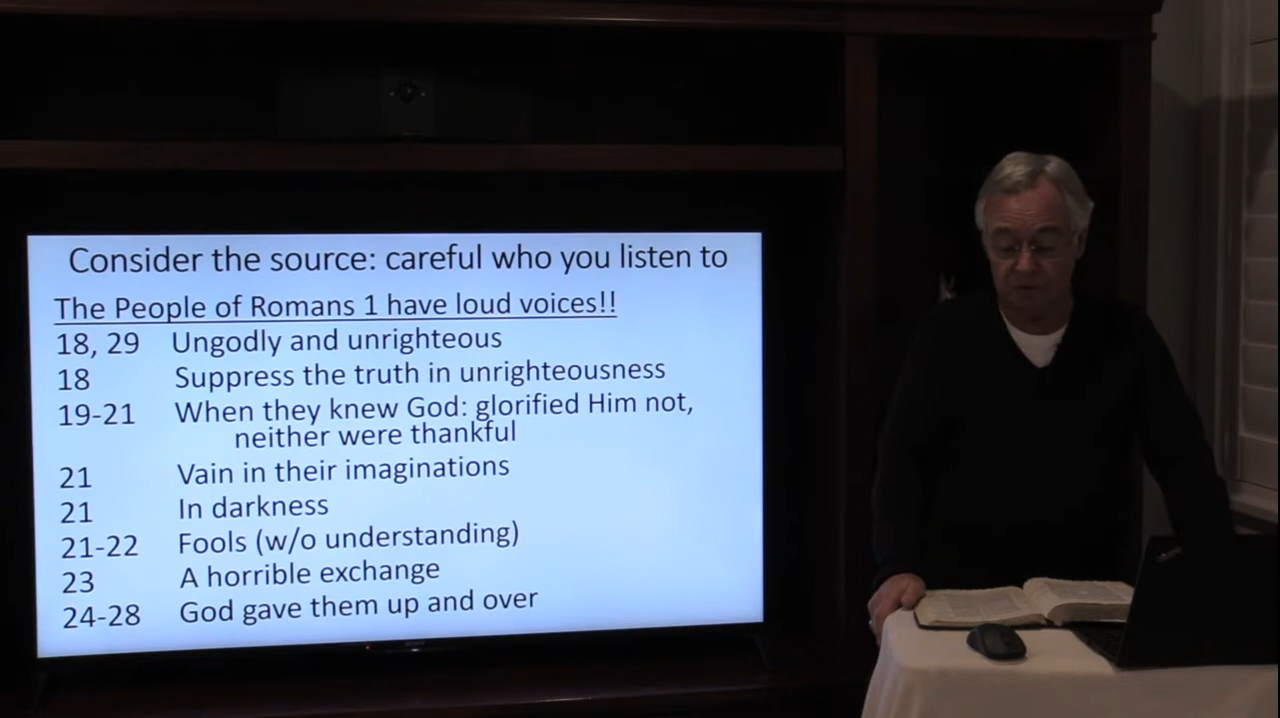 Consider the source: careful who you listen to
The People of Romans 1 have loud voices!!
18, 29 Ungodly and unrighteous
18 Suppress the truth in unrighteousness
19-21 When they knew God: glorified Him not,
neither were thankful
21 Vain in their imaginations
21 In darkness
21-22 Fools (w/o understanding)
23 A horrible exchange
24-28 God gave them up and over